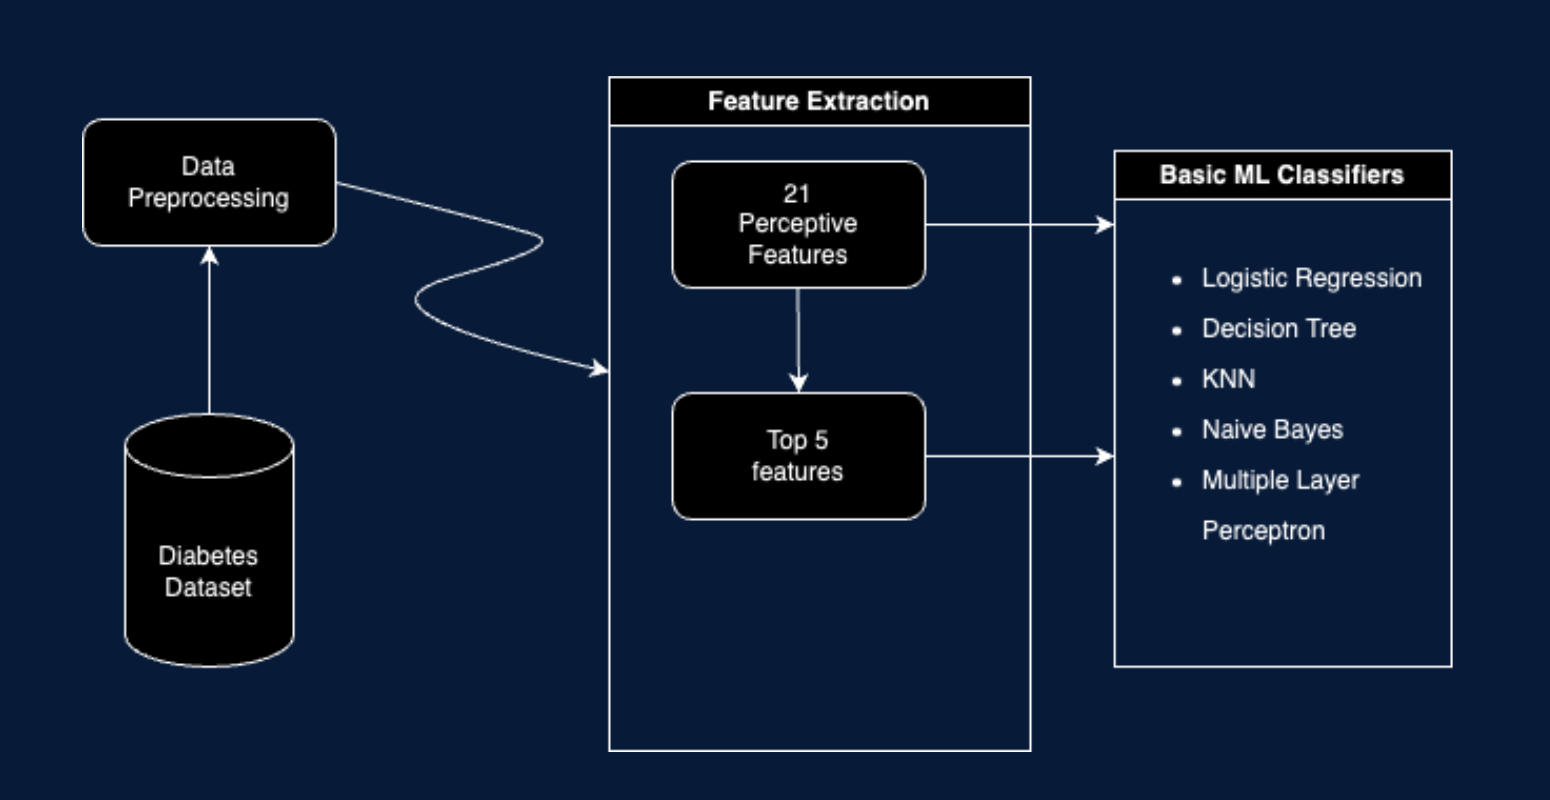 Data
Preprocessing
Diabetes
Dataset
Feature Extraction
21
Perceptive
Features
Top 5
features
Basic ML Classifiers
Logistic Regression
Decision Tree
KNN
Naive Bayes
Multiple Layer
Perceptron